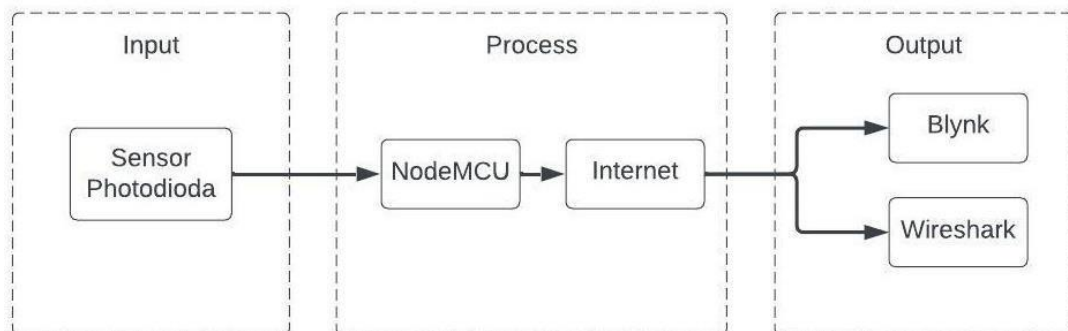 Input
Process
Output
Sensor
Photodioda
NodeMCU
Internet
Blynk
Wireshark